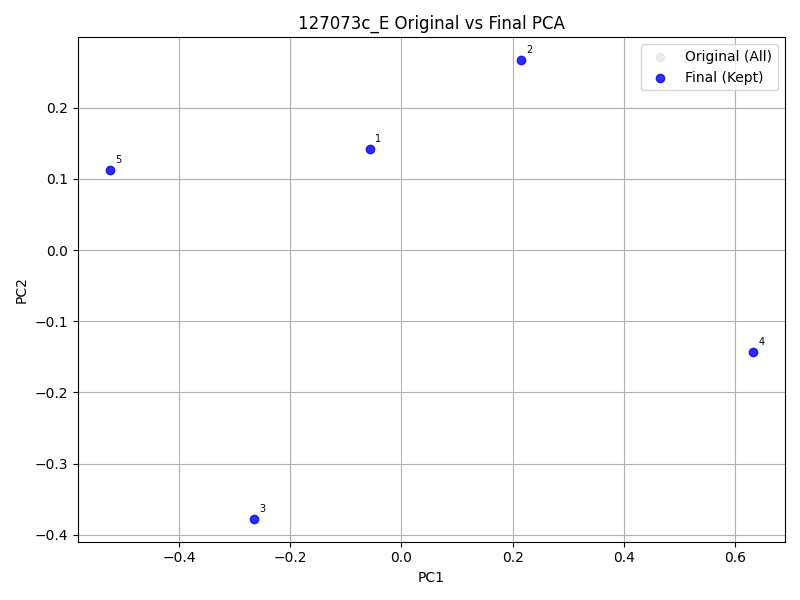 127073c_E Original vs Final PCA
Original (All)
Final (Kept)
2
1
5
4
3
0.2
0.1
0.0
−0.1
−0.2
−0.3
−0.4
PC2
−0.4 −0.2 0.0 0.2 0.4 0.6
PC1